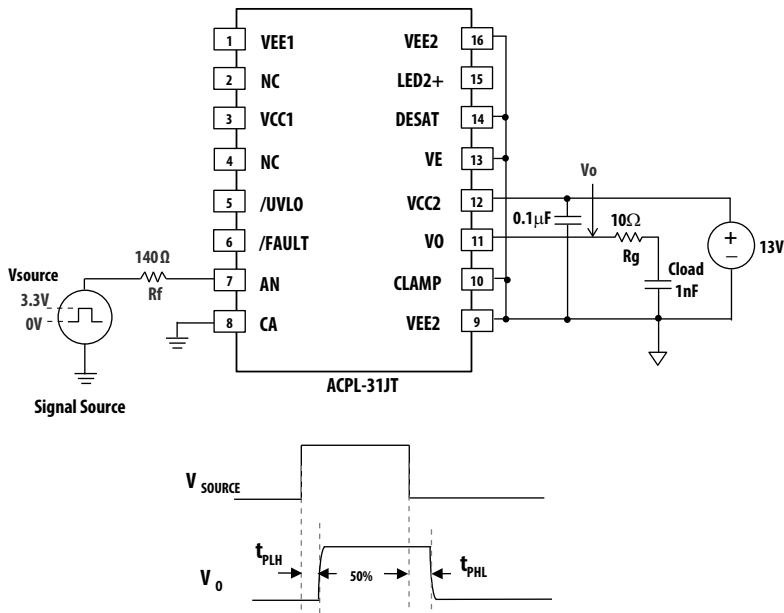 1 VEE1 VEE2 16
2 NC LED2+ 15
3 VCC1 DESAT 14
4 NC VE 13
Vo
5 /UVLO VCC2 12
0.1μF 10Ω
6 /FAULT VO 11
Rg
13V
140Ω
Vsource
Rf
Cload
7 AN CLAMP 10
1nF
3.3V
0V
8 CA VEE2 9
ACPL-31JT
Signal Source
V SOURCE
tPLH 50% tPHL
V O